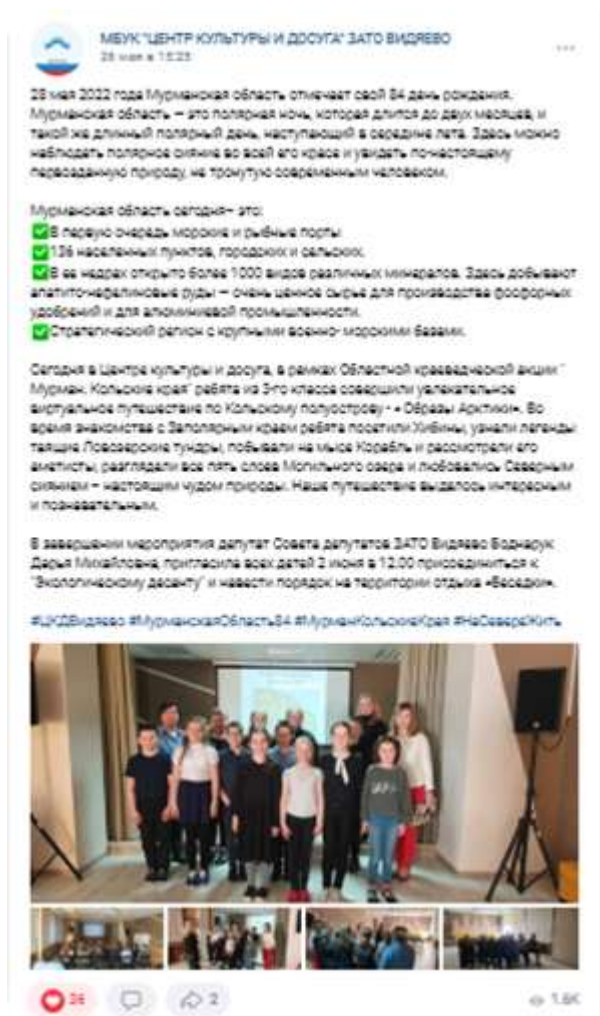 МБУК "ЦЕНТР КУЛЬТУРЫ И ДОСУГА" ЗАТО ВИДЯЕВО
28 мая в 15:25
28 мая 2022 года Мурманская область отмечает свой 84 день рождения.
Мурманская область – это полярная ночь, которая длится до двух месяцев, и
такой же длинный полярный день, наступающий в середине лета. Здесь можно
наблюдать полярное сияние во всей его красе и увидеть по-настоящему
первозданную природу, не тронутую современным человеком.
Мурманская область сегодня– это:
✅В первую очередь морские и рыбные порты.
✅136 населенных пунктов, городских и сельских.
✅В ее недрах открыто более 1000 видов различных минералов. Здесь добывают
апатито-нефелиновые руды – очень ценное сырье для производства фосфорных
удобрений и для алюминиевой промышленности.
✅Стратегический регион с крупными военно- морскими базами.
Сегодня в Центре культуры и досуга, в рамках Областной краеведческой акции "
Мурман. Кольские края" ребята из 3-го класса совершили увлекательное
виртуальное путешествие по Кольскому полуострову - « Образы Арктики». Во
время знакомства с Заполярным краем ребята посетили Хибины, узнали легенды
таящие Ловозерские тундры, побывали на мысе Корабль и рассмотрели его
аметисты, разглядели все пять слоев Могильного озера и любовались Северным
сиянием – настоящим чудом природы. Наше путешествие выдалось интересным
и познавательным.
В завершении мероприятия депутат Совета депутатов ЗАТО Видяево Боднарук
Дарья Михайловна, пригласила всех детей 2 июня в 12.00 присоединиться к
"Экологическому десанту" и навести порядок на территории отдыха «Беседки».
#ЦКДВидяево #МурманскаяОбласть84 #МурманКольскиеКрая #НаСевереЖить
26
2
1.6K